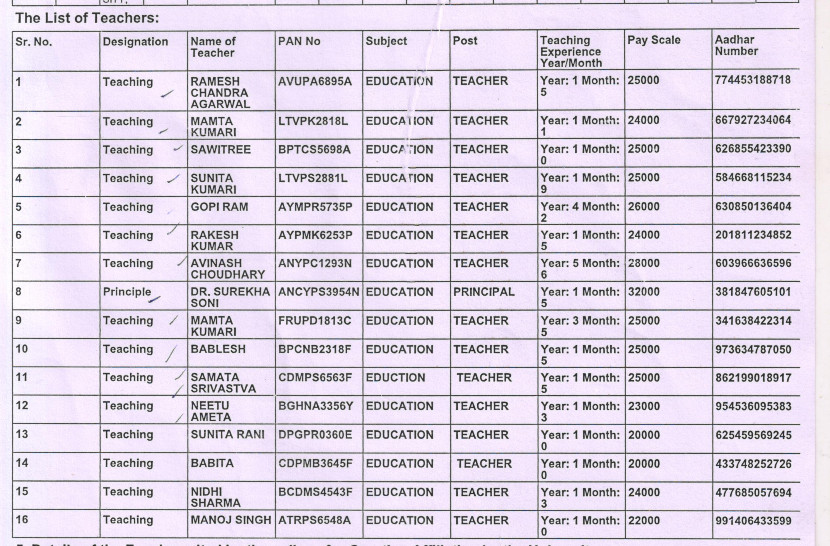 The List of Teachers:
Sr. No. Designation Name of Teacher PAN No Subject Post Teaching Experience Year/Month Pay Scale Aadhar Number
1 Teaching RAMESH CHANDRA AGARWAL AVUPA6895A EDUCATION TEACHER Year: 1 Month: 5 25000 774453188718
2 Teaching MAMTA KUMARI LTVPK2818L EDUCATION TEACHER Year: 1 Month: 1 24000 667927234064
3 Teaching SAWITREE BPTCS5698A EDUCATION TEACHER Year: 1 Month: 0 25000 626855423390
4 Teaching SUNITA KUMARI LTVPS2881L EDUCATION TEACHER Year: 1 Month: 9 25000 584668115234
5 Teaching GOPI RAM AYMPR5735P EDUCATION TEACHER Year: 4 Month: 2 26000 630850136404
6 Teaching RAKESH KUMAR AYPMK6253P EDUCATION TEACHER Year: 1 Month: 5 24000 201811234852
7 Teaching AVINASH CHOUDHARY ANYPC1293N EDUCATION TEACHER Year: 5 Month: 6 28000 603966636596
8 Principle DR. SUREKHA SONI ANCYPS3954N EDUCATION PRINCIPAL Year: 1 Month: 5 32000 381847605101
9 Teaching MAMTA KUMARI FRUPD1813C EDUCATION TEACHER Year: 3 Month: 5 25000 341638422314
10 Teaching BABLESH BPCNB2318F EDUCATION TEACHER Year: 1 Month: 5 25000 973634787050
11 Teaching SAMATA SRIVASTVA CDMPS6563F EDUCTION TEACHER Year: 1 Month: 5 25000 862199018917
12 Teaching NEETU AMETA BGHNA3356Y EDUCATION TEACHER Year: 1 Month: 3 23000 954536095383
13 Teaching SUNITA RANI DPGPR0360E EDUCATION TEACHER Year: 1 Month: 0 20000 625459569245
14 Teaching BABITA CDPMB3645F EDUCATION TEACHER Year: 1 Month: 0 20000 433748252726
15 Teaching NIDHI SHARMA BCDMS4543F EDUCATION TEACHER Year: 1 Month: 3 24000 477685057694
16 Teaching MANOJ SINGH ATRPS6548A EDUCATION TEACHER Year: 1 Month: 0 22000 991406433599